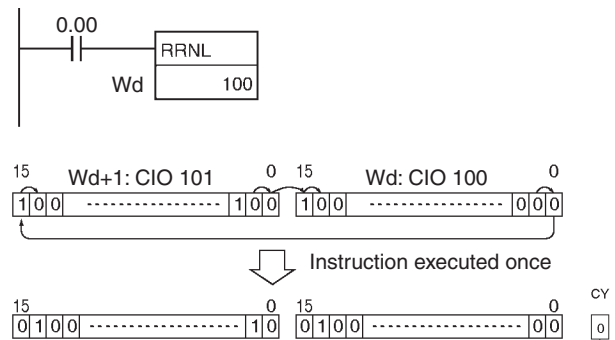 0.00
RRNL
Wd 100
15 0 15 0
Wd+1: CIO 101 Wd: CIO 100
1 0 0 1 0 0 1 0 0 0 0 0
Instruction executed once
15 0 15 0 CY
0 1 0 0 1 0 0 1 0 0 0 0 0